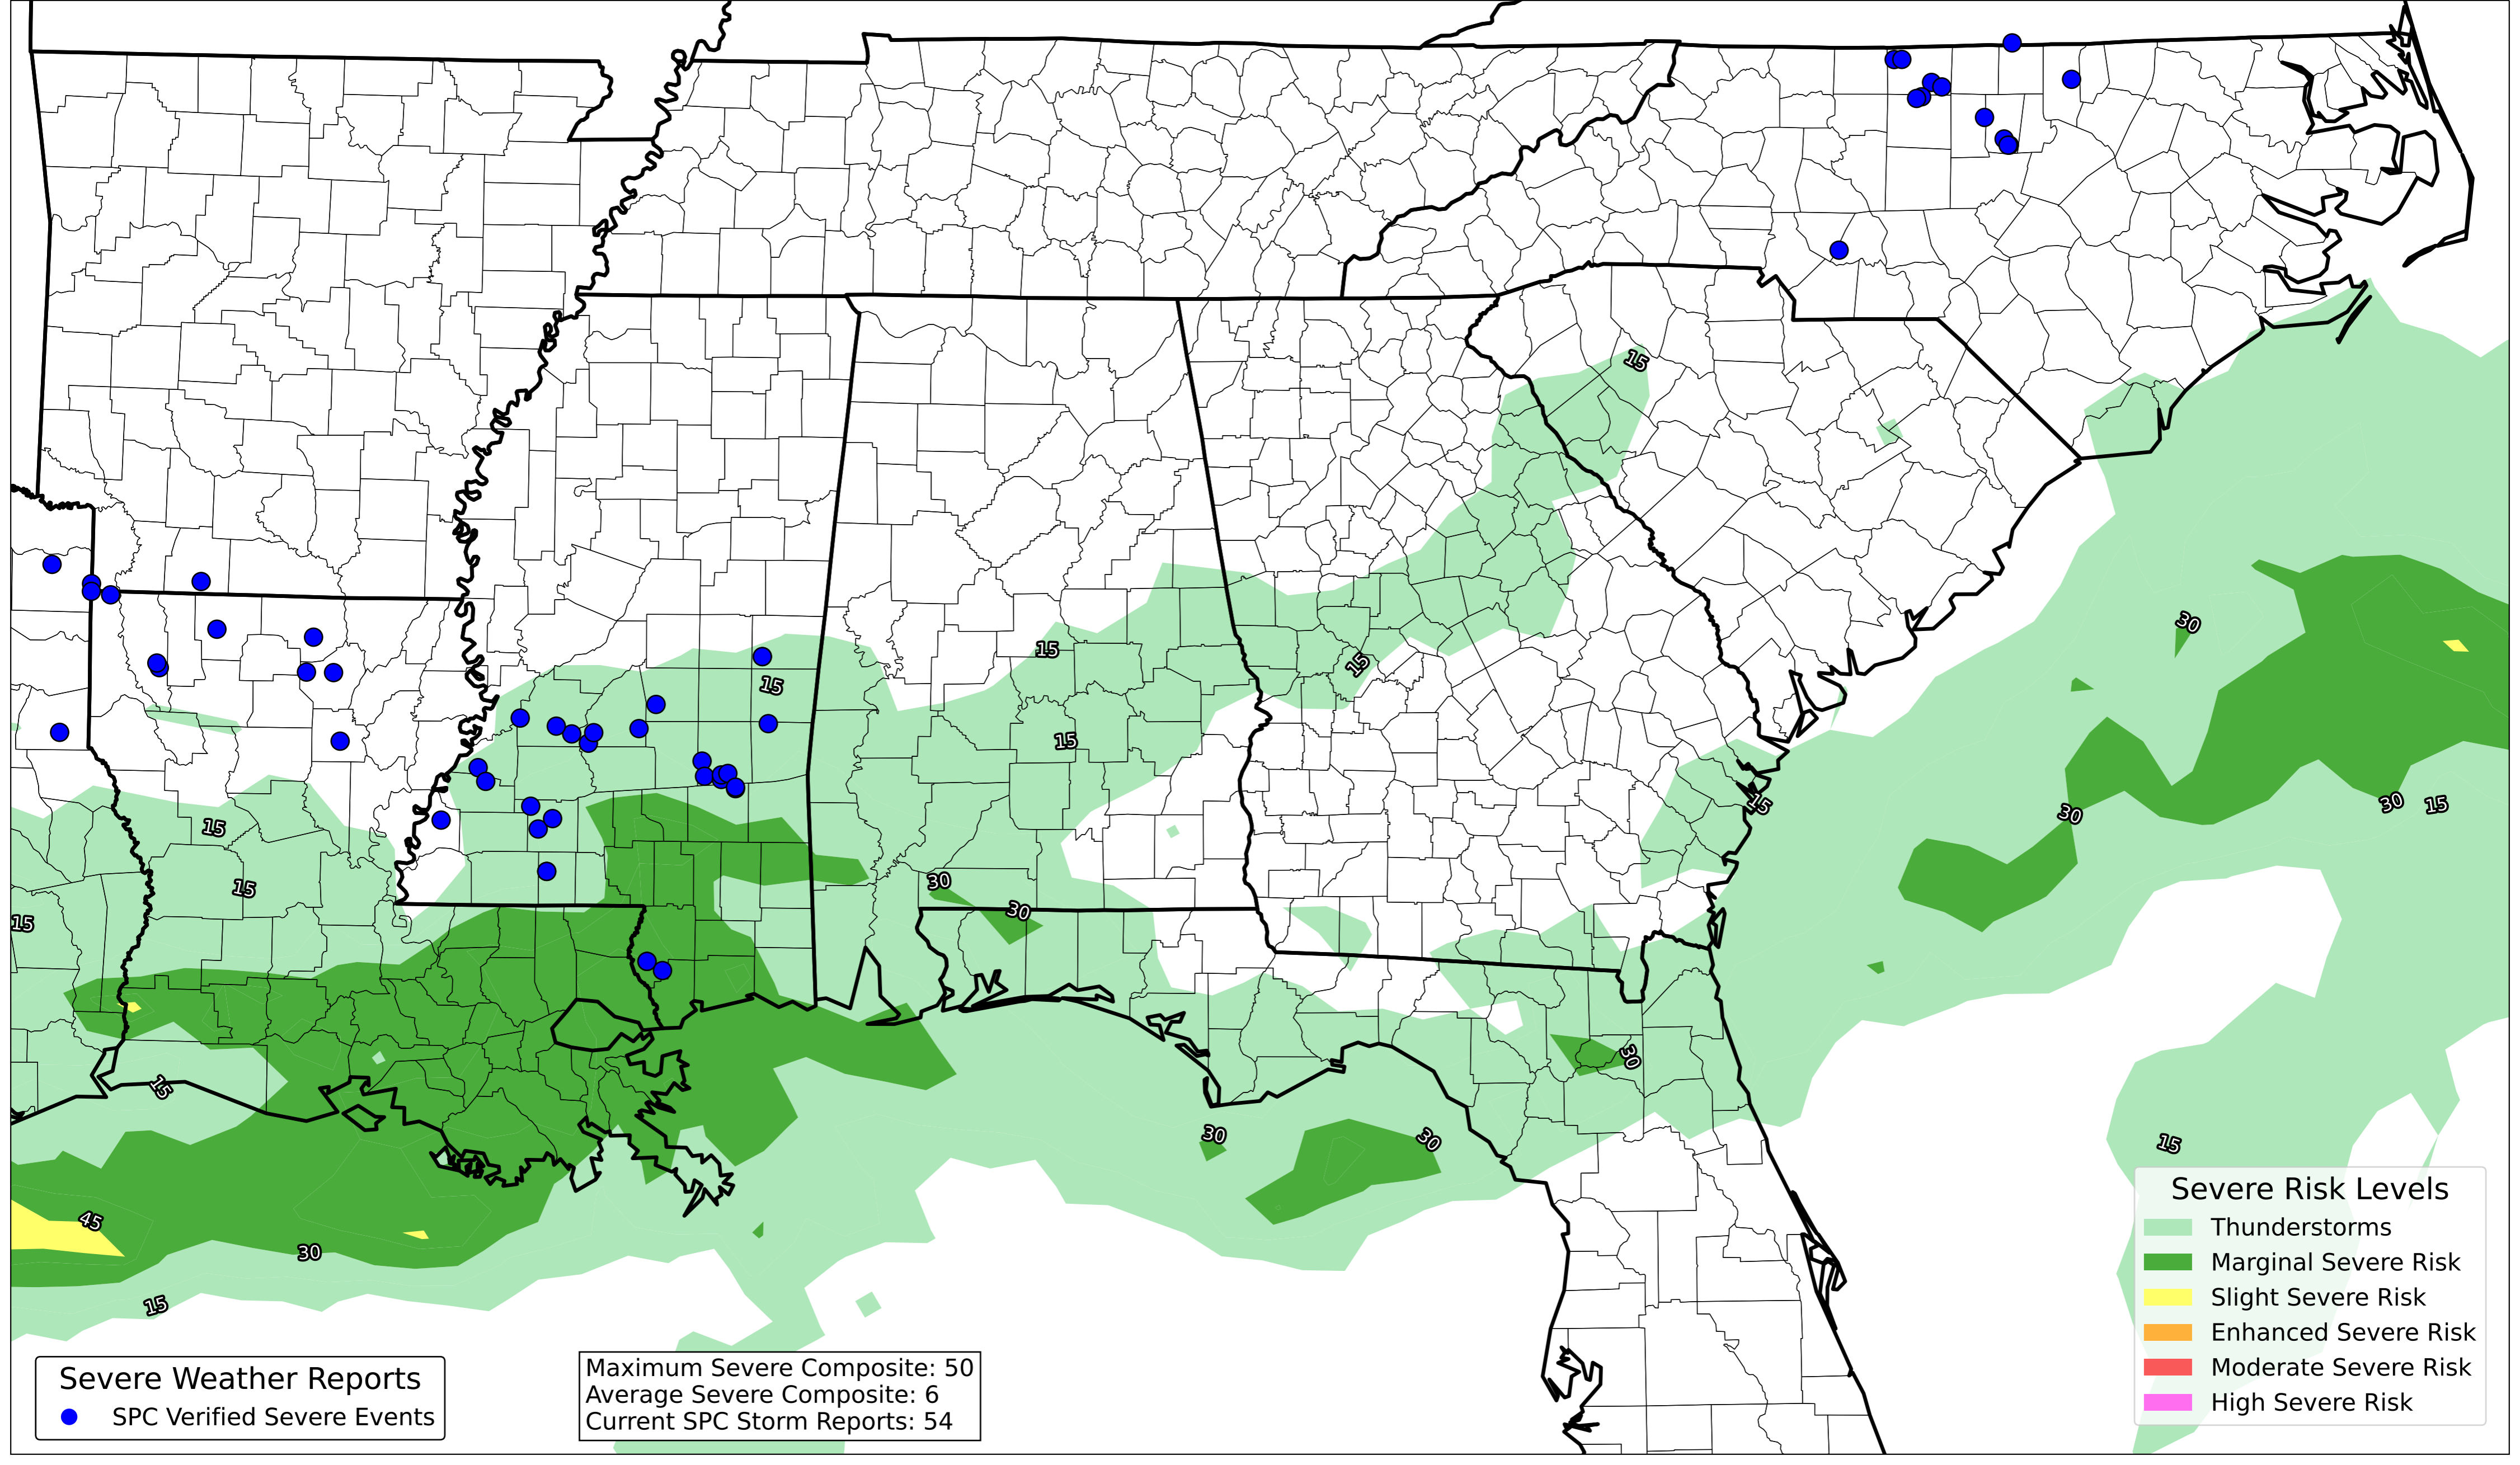 15
15
15
15
15
30
30
15
30
15
30
30
15
15
30
15
15
30
30
30
15
45
30
15
Severe Risk Levels
Thunderstorms
Marginal Severe Risk
Slight Severe Risk
Enhanced Severe Risk
Moderate Severe Risk
High Severe Risk
Severe Weather Reports
SPC Verified Severe Events
Maximum Severe Composite: 50
Average Severe Composite: 6
Current SPC Storm Reports: 54